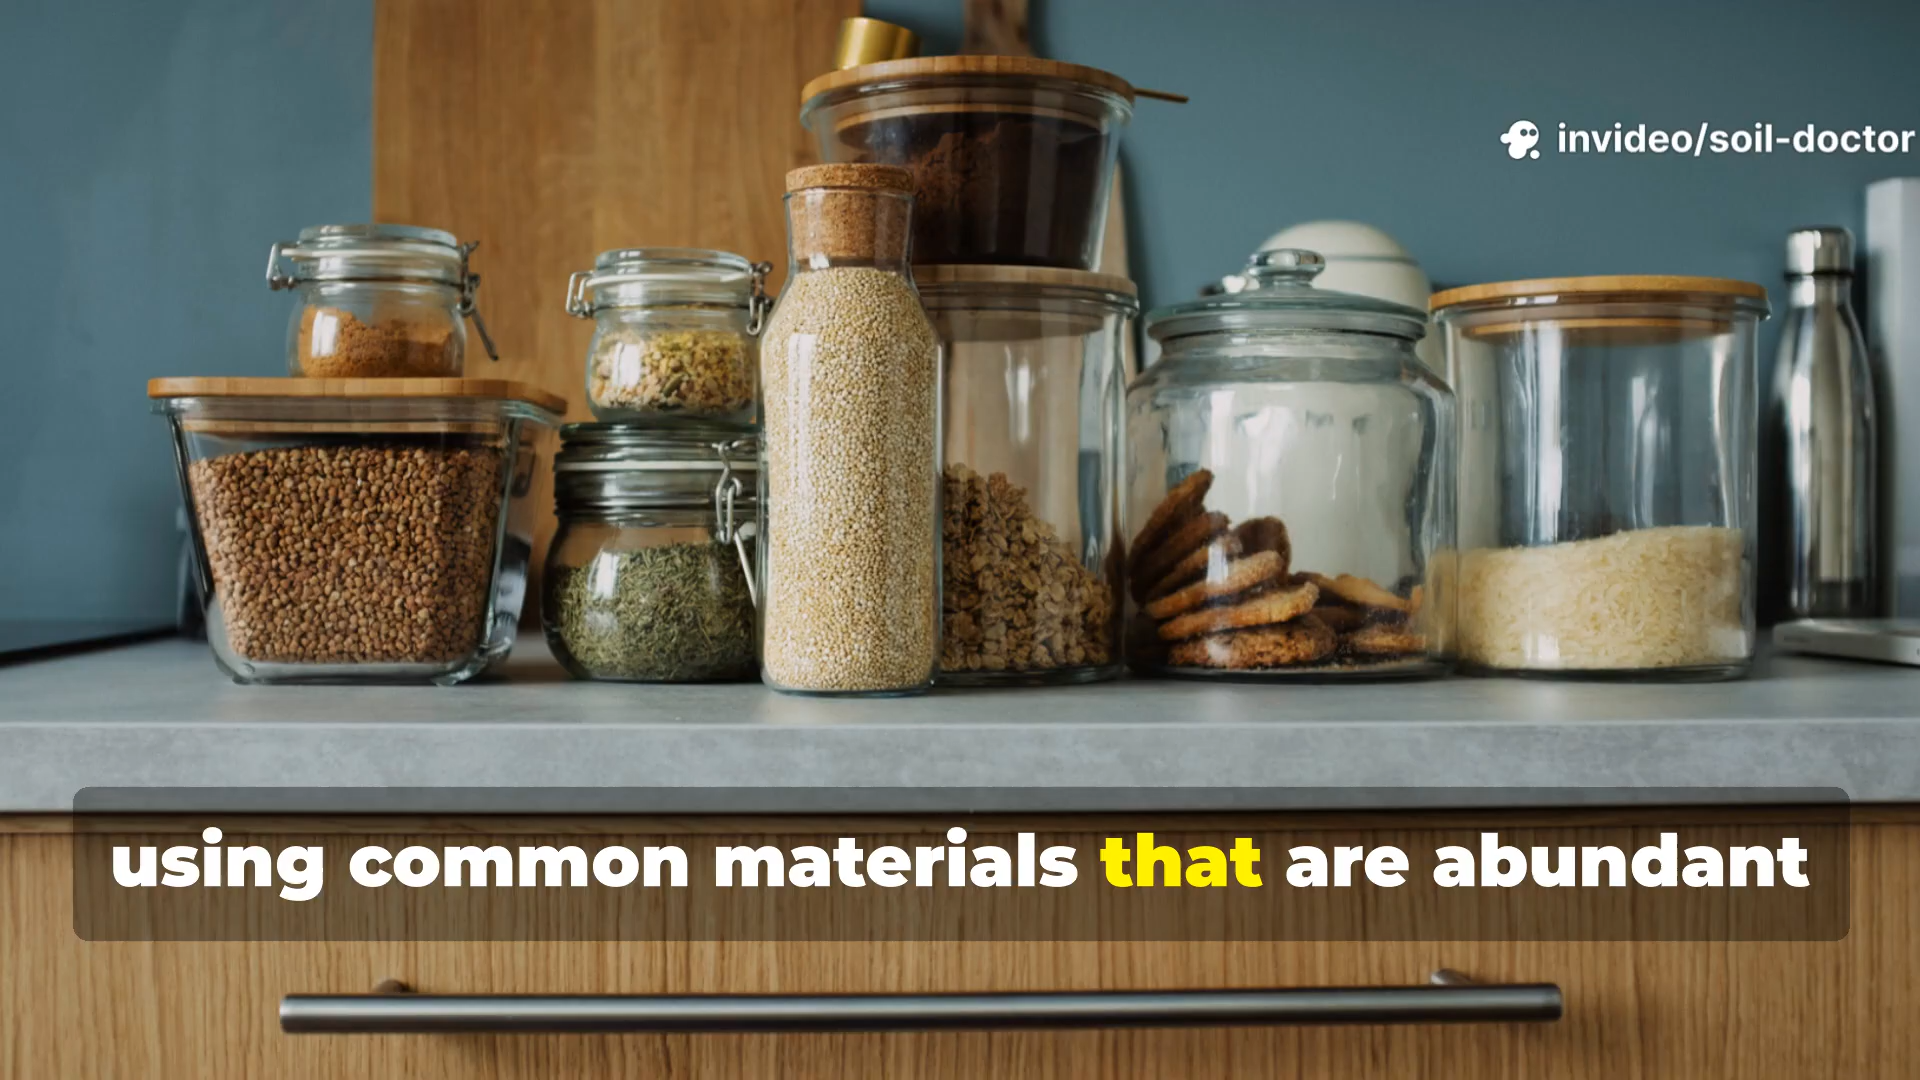 invideo/soil-doctor
using common materials that are abundant